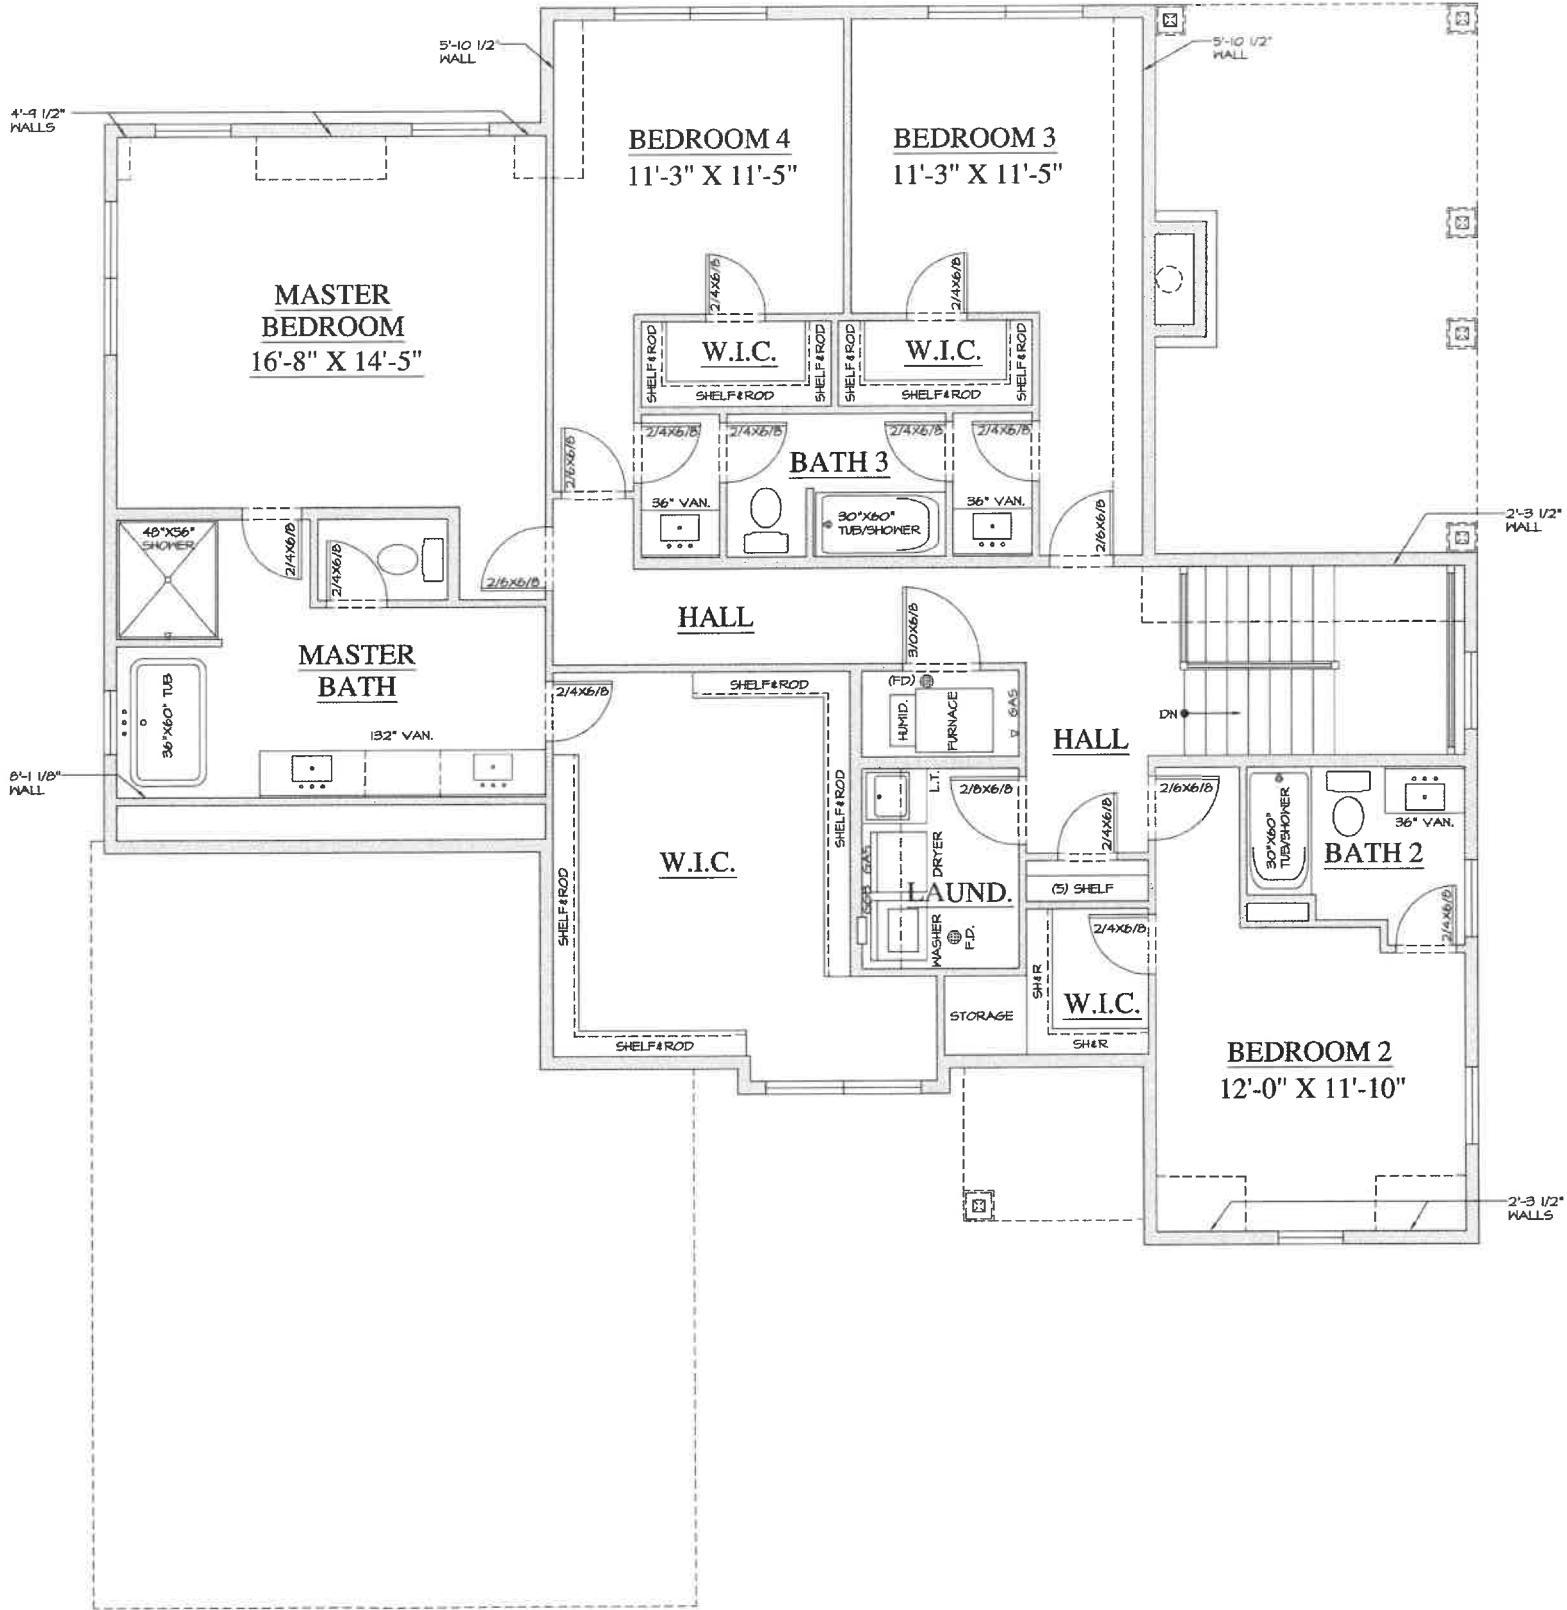 5'-10 1/2"
WALL
5'-10 1/2"
WALL
4'-9 1/2"
WALLS
BEDROOM 4
11'-3" X 11'-5"
BEDROOM 3
11'-3" X 11'-5"
MASTER
BEDROOM
16'-8" X 14'-5"
2/4X6/8
2/4X6/8
SHELF&ROD
W.I.C.
SHELF&ROD
SHELF&ROD
SHELF&ROD
W.I.C.
SHELF&ROD
SHELF&ROD
2/6X6/8
2/4X6/8
2/4X6/8
2/4X6/8
2/4X6/8
BATH 3
36" VAN.
30"X60"
TUB/SHOWER
36" VAN.
2/6X6/8
2'-3 1/2"
WALL
48"X56"
SHOWER
2/4X6/8
2/4X6/8
2/6X6/8
HALL
3/0X6/8
MASTER
BATH
36"X60" TUB
132" VAN.
2/4X6/8
SHELF&ROD
(FD)
HUMID.
FURNACE
GAS
HALL
DN
8'-1 1/8"
WALL
SHELF&ROD
SHELF&ROD
W.I.C.
L.T.
2/8X6/8
2/4X6/8
2/6X6/8
30"X60"
TUB/SHOWER
36" VAN.
BATH 2
GAS
DRYER
LAUND.
WASHER
F.D.
(5) SHELF
2/4X6/8
2/4X6/8
SH&R
W.I.C.
SH&R
STORAGE
SHELF&ROD
BEDROOM 2
12'-0" X 11'-10"
2'-3 1/2"
WALLS